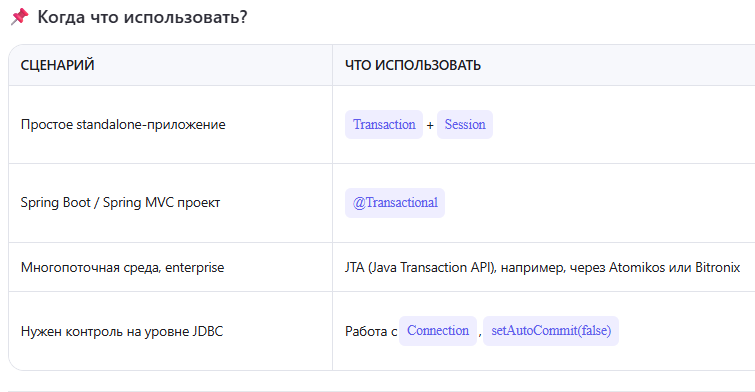 📌 Когда что использовать?
СЦЕНАРИЙ ЧТО ИСПОЛЬЗОВАТЬ
Простое standalone-приложение Transaction + Session
Spring Boot / Spring MVC проект @Transactional
Многопоточная среда, enterprise JTA (Java Transaction API), например, через Atomikos или Bitronix
Нужен контроль на уровне JDBC Работа с Connection , setAutoCommit(false)